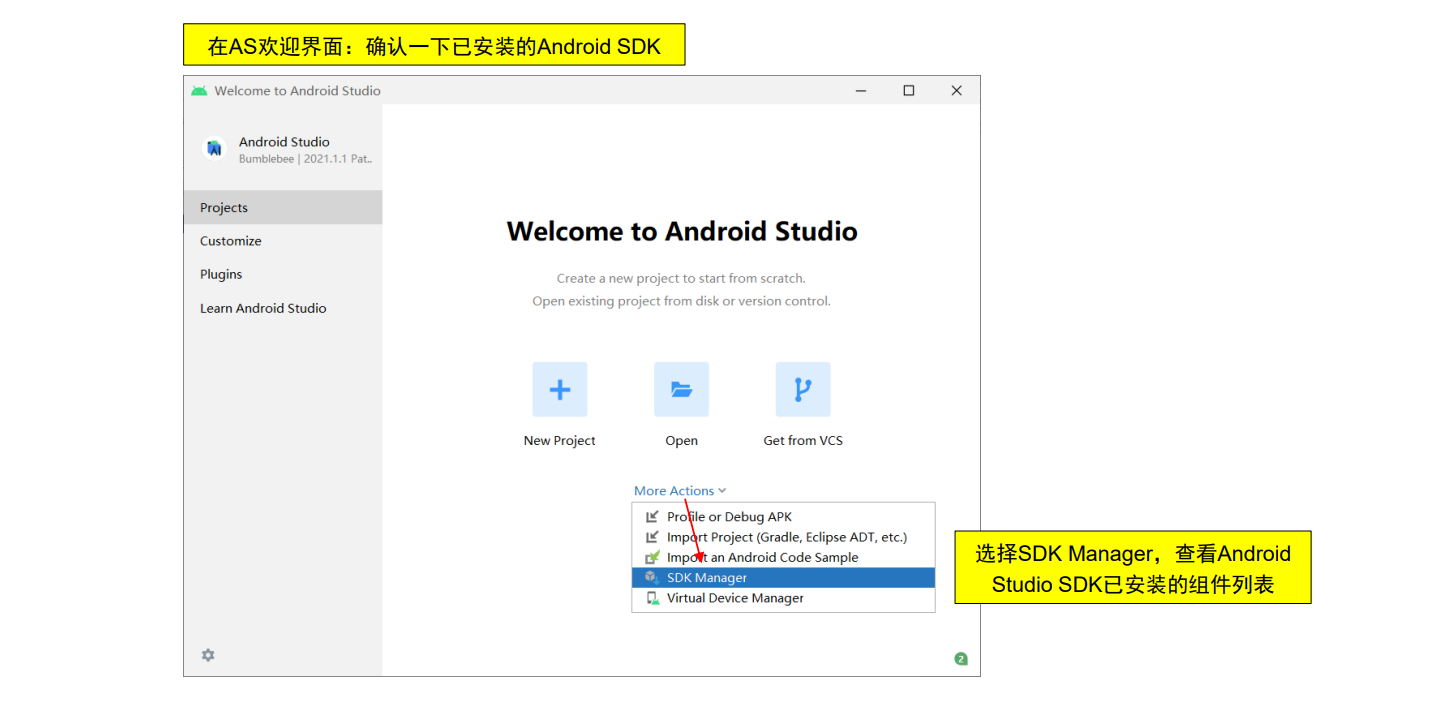 在AS欢迎界面：确认一下已安装的Android SDK
Welcome to Android Studio
Android Studio
Bumblebee | 2021.1.1 Pat..
Projects
Customize
Plugins
Learn Android Studio
Welcome to Android Studio
Create a new project to start from scratch.
Open existing project from disk or version control.
New Project
Open
Get from VCS
More Actions
Profile or Debug APK
Import Project (Gradle, Eclipse ADT, etc.)
Import an Android Code Sample
SDK Manager
Virtual Device Manager
选择SDK Manager，查看Android
Studio SDK已安装的组件列表
2